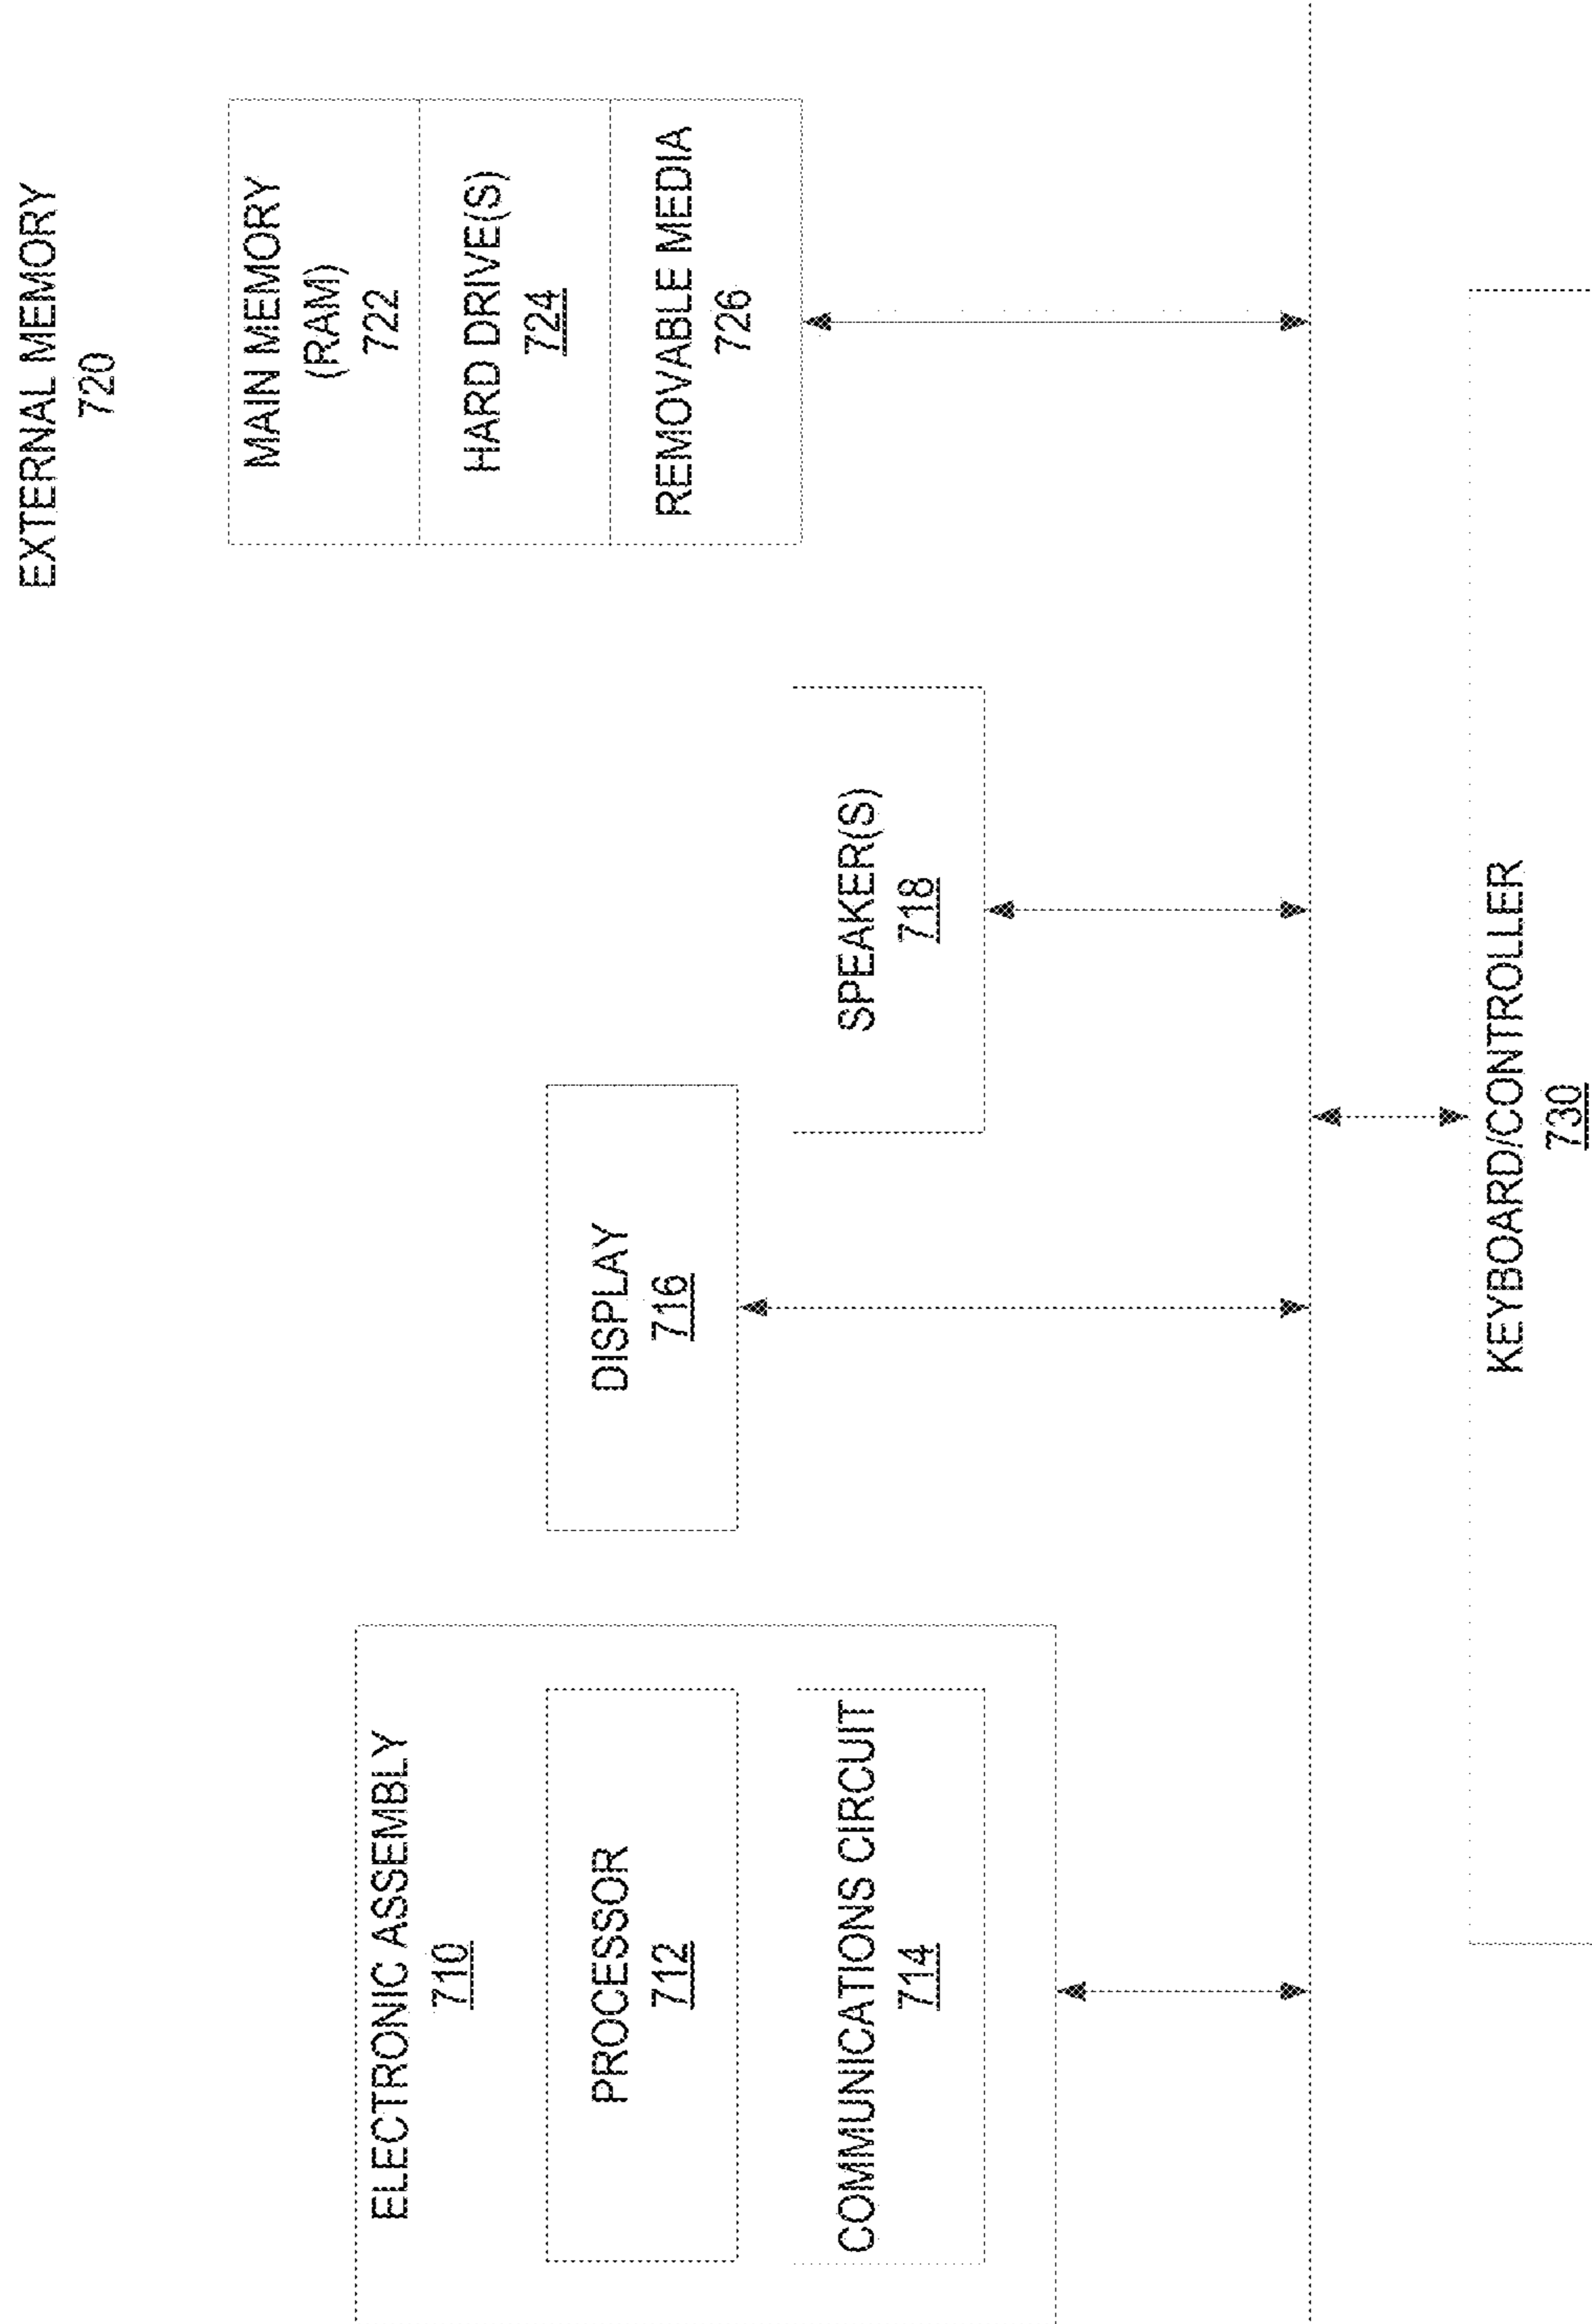 ELECTRONIC ASSEMBLY
710
PROCESSOR
712
COMMUNICATIONS CIRCUIT
714
DISPLAY
716
SPEAKER(S)
718
EXTERNAL MEMORY
720
MAIN MEMORY
(RAM)
722
HARD DRIVE(S)
724
REMOVABLE MEDIA
726
KEYBOARD/CONTROLLER
730